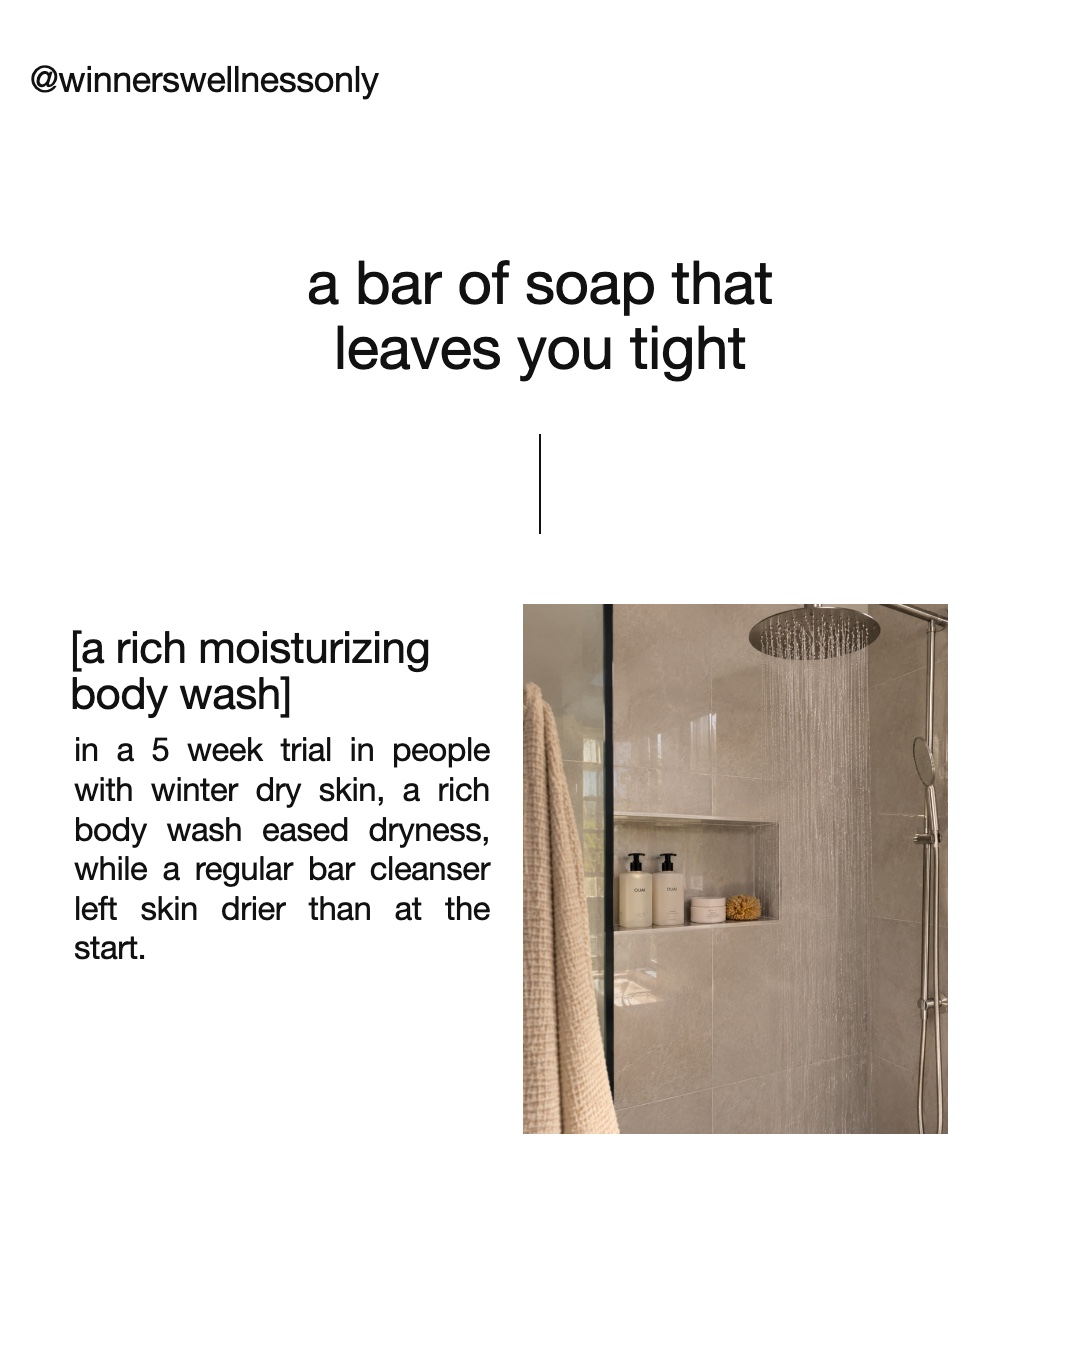 @winnerswellnessonly
a bar of soap that
leaves you tight
[a rich moisturizing
body wash]
in a 5 week trial in people
with winter dry skin, a rich
body wash eased dryness,
while a regular bar cleanser
left skin drier than at the
start.
OUAI
OUAI